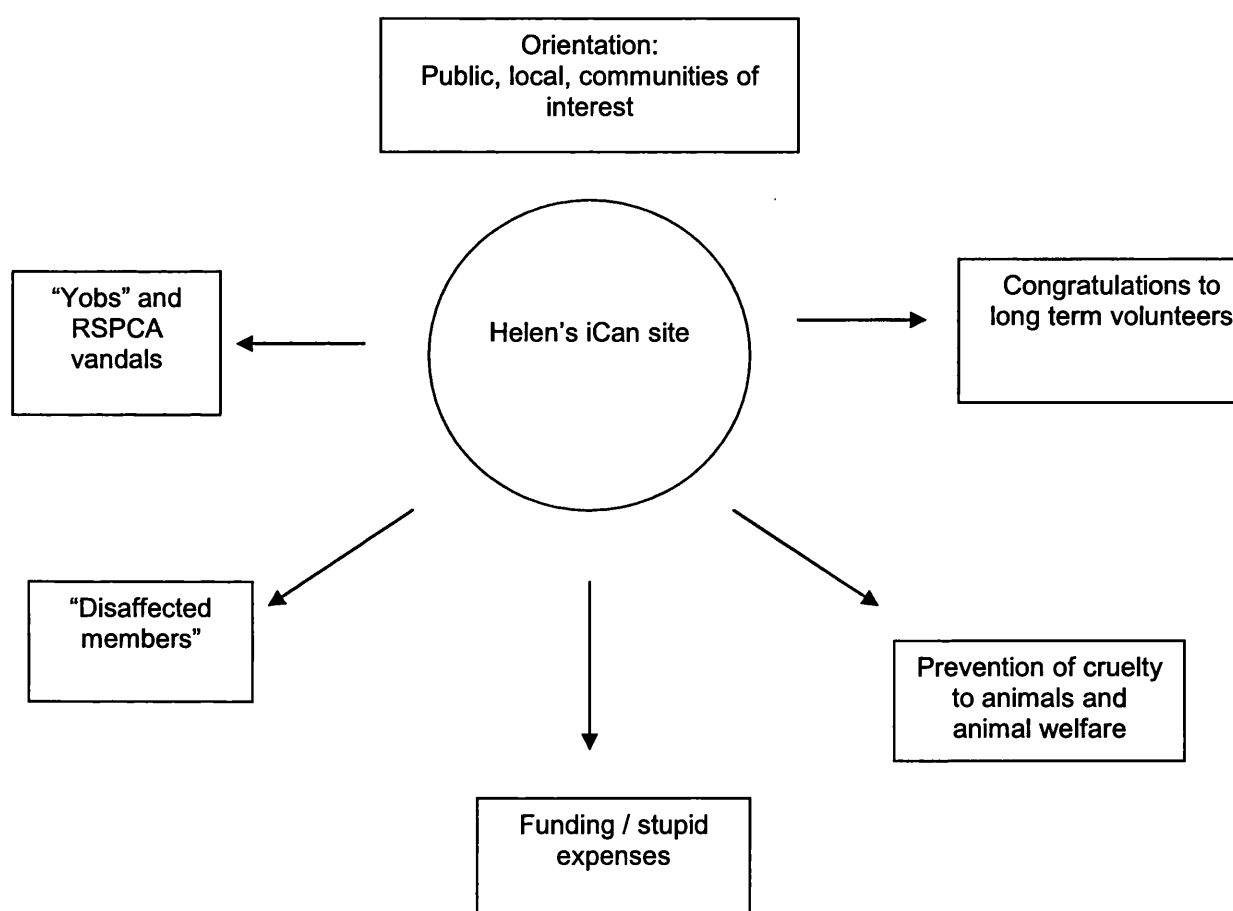 Orientation:
Public, local, communities of
interest
“Yobs” and
RSPCA
vandals
Helen’s iCan site
Congratulations to
long term volunteers
“Disaffected
members”
Prevention of cruelty
to animals and
animal welfare
Funding / stupid
expenses